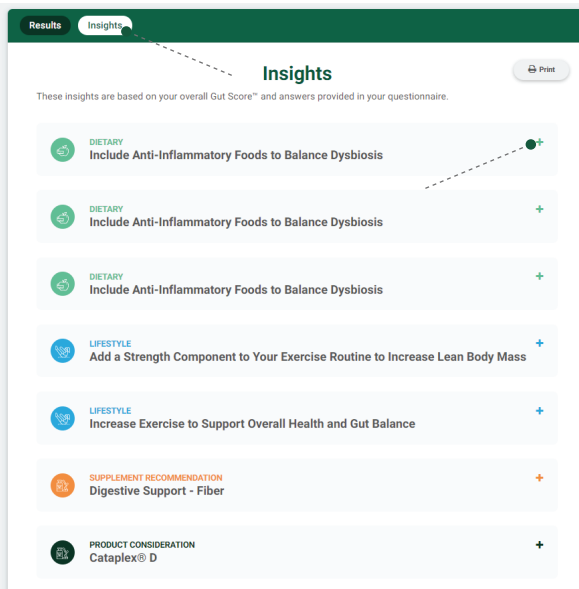 Results
Insights
Insights
Print
These insights are based on your overall Gut Score™ and answers provided in your questionnaire.
DIETARY
Include Anti-Inflammatory Foods to Balance Dysbiosis
DIETARY
Include Anti-Inflammatory Foods to Balance Dysbiosis
DIETARY
Include Anti-Inflammatory Foods to Balance Dysbiosis
LIFESTYLE
Add a Strength Component to Your Exercise Routine to Increase Lean Body Mass
LIFESTYLE
Increase Exercise to Support Overall Health and Gut Balance
SUPPLEMENT RECOMMENDATION
Digestive Support - Fiber
PRODUCT CONSIDERATION
Cataplex® D